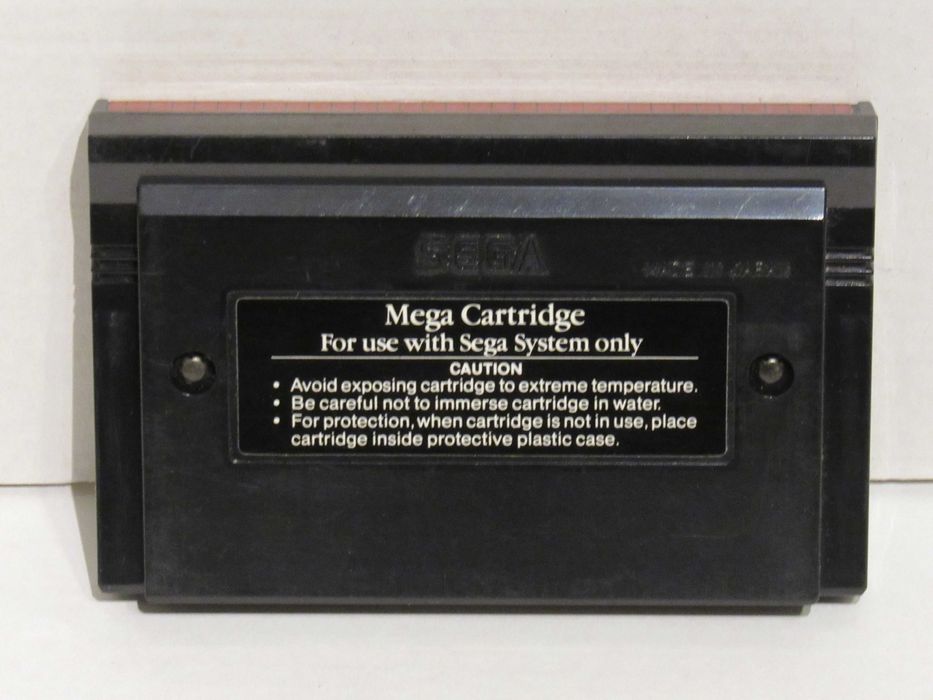 SEGA
MADE IN JAPAN
Mega Cartridge
For use with Sega System only
CAUTION
• Avoid exposing cartridge to extreme temperature.
• Be careful not to immerse cartridge in water.
• For protection, when cartridge is not in use, place
cartridge inside protective plastic case.